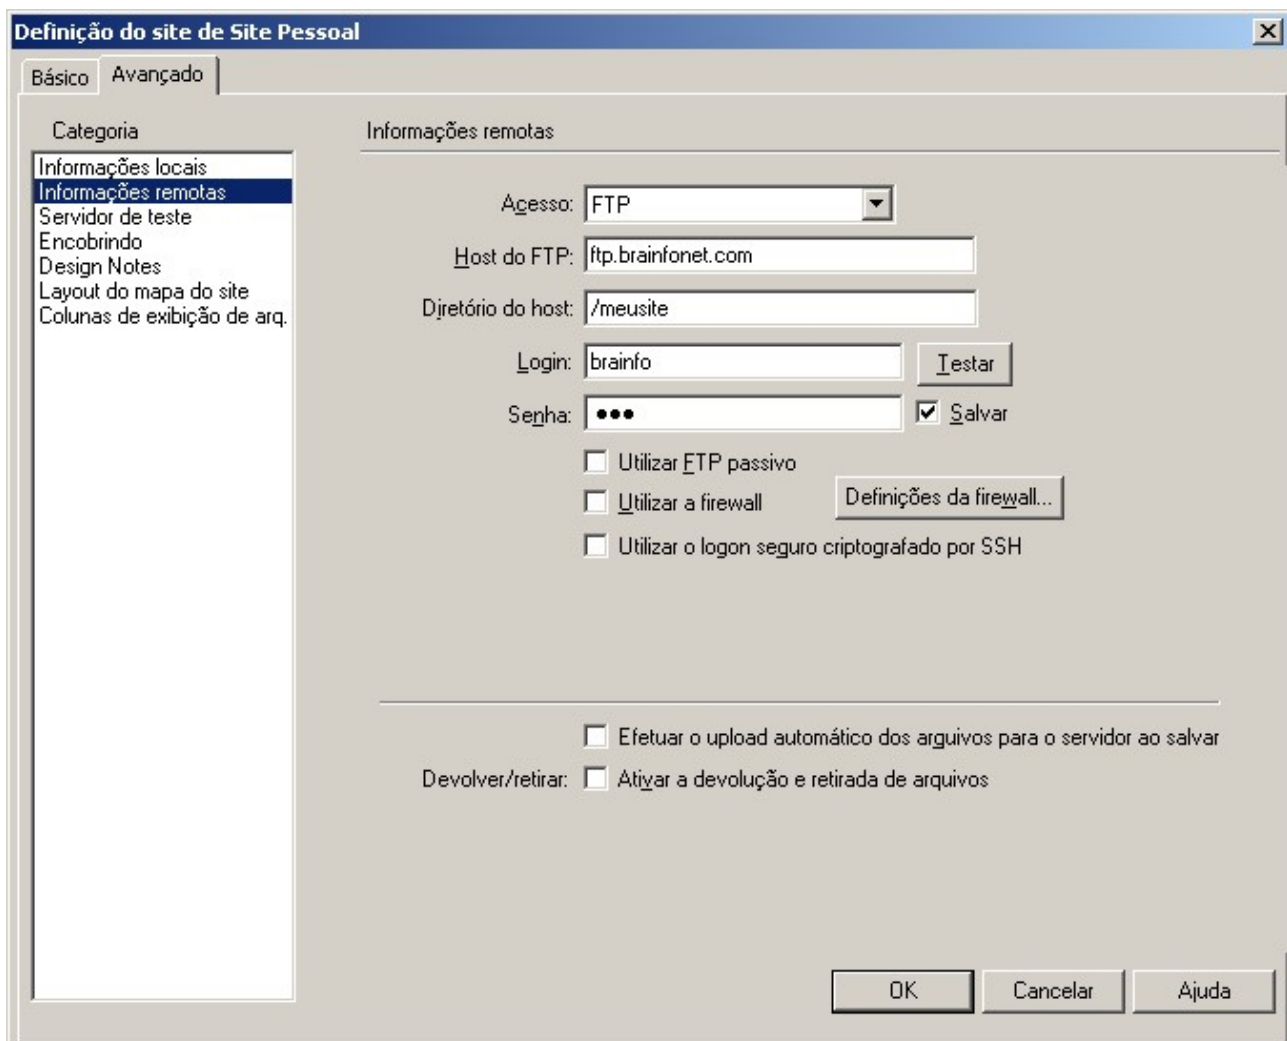 Definição do site de Site Pessoal
Básico Avançado
Categoria
Informações locais
Informações remotas
Servidor de teste
Encobrindo
Design Notes
Layout do mapa do site
Colunas de exibição de arq.
Informações remotas
Acesso: FTP
Host do FTP: ftp.brainfonet.com
Diretório do host: /meusite
Login: brainfo Testar
Senha: ●●● Salvar
Utilizar FTP passivo
Utilizar a firewall Definições da firewall...
Utilizar o logon seguro criptografado por SSH
Efetuar o upload automático dos arquivos para o servidor ao salvar
Devolver/retirar: Ativar a devolução e retirada de arquivos
OK Cancelar Ajuda